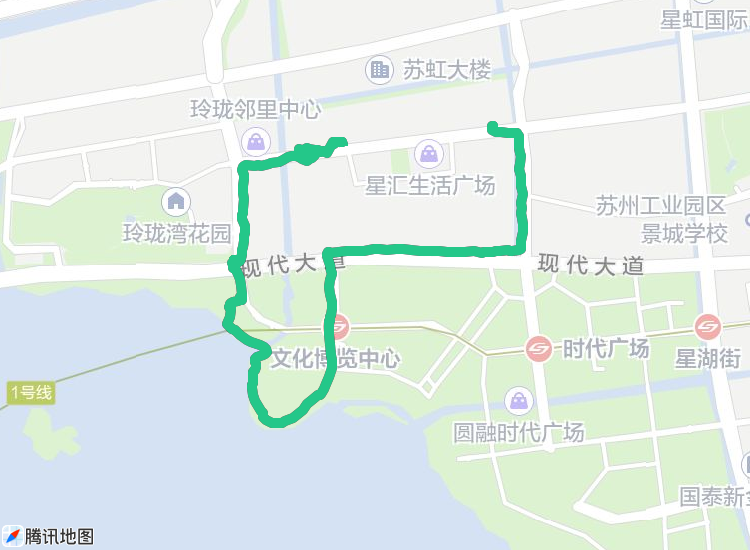 星虹国际
苏虹大楼
玲珑邻里中心
星汇生活广场
苏州工业园区
景城学校
玲珑湾花园
现代大道
现代大道
文化博览中心
时代广场
星湖街
1号线
圆融时代广场
国泰新
腾讯地图